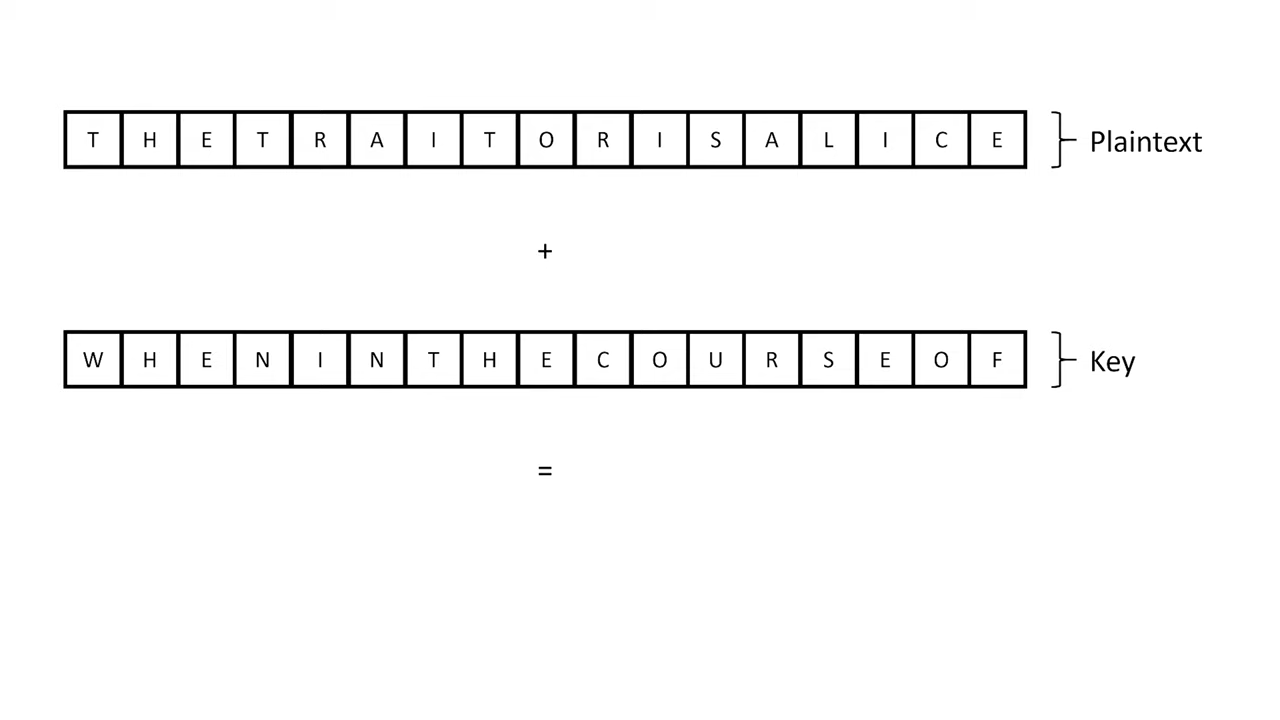 T H E T R A I T O R I S A L I C E Plaintext
+
W H E N I N T H E C O U R S E O F Key
=